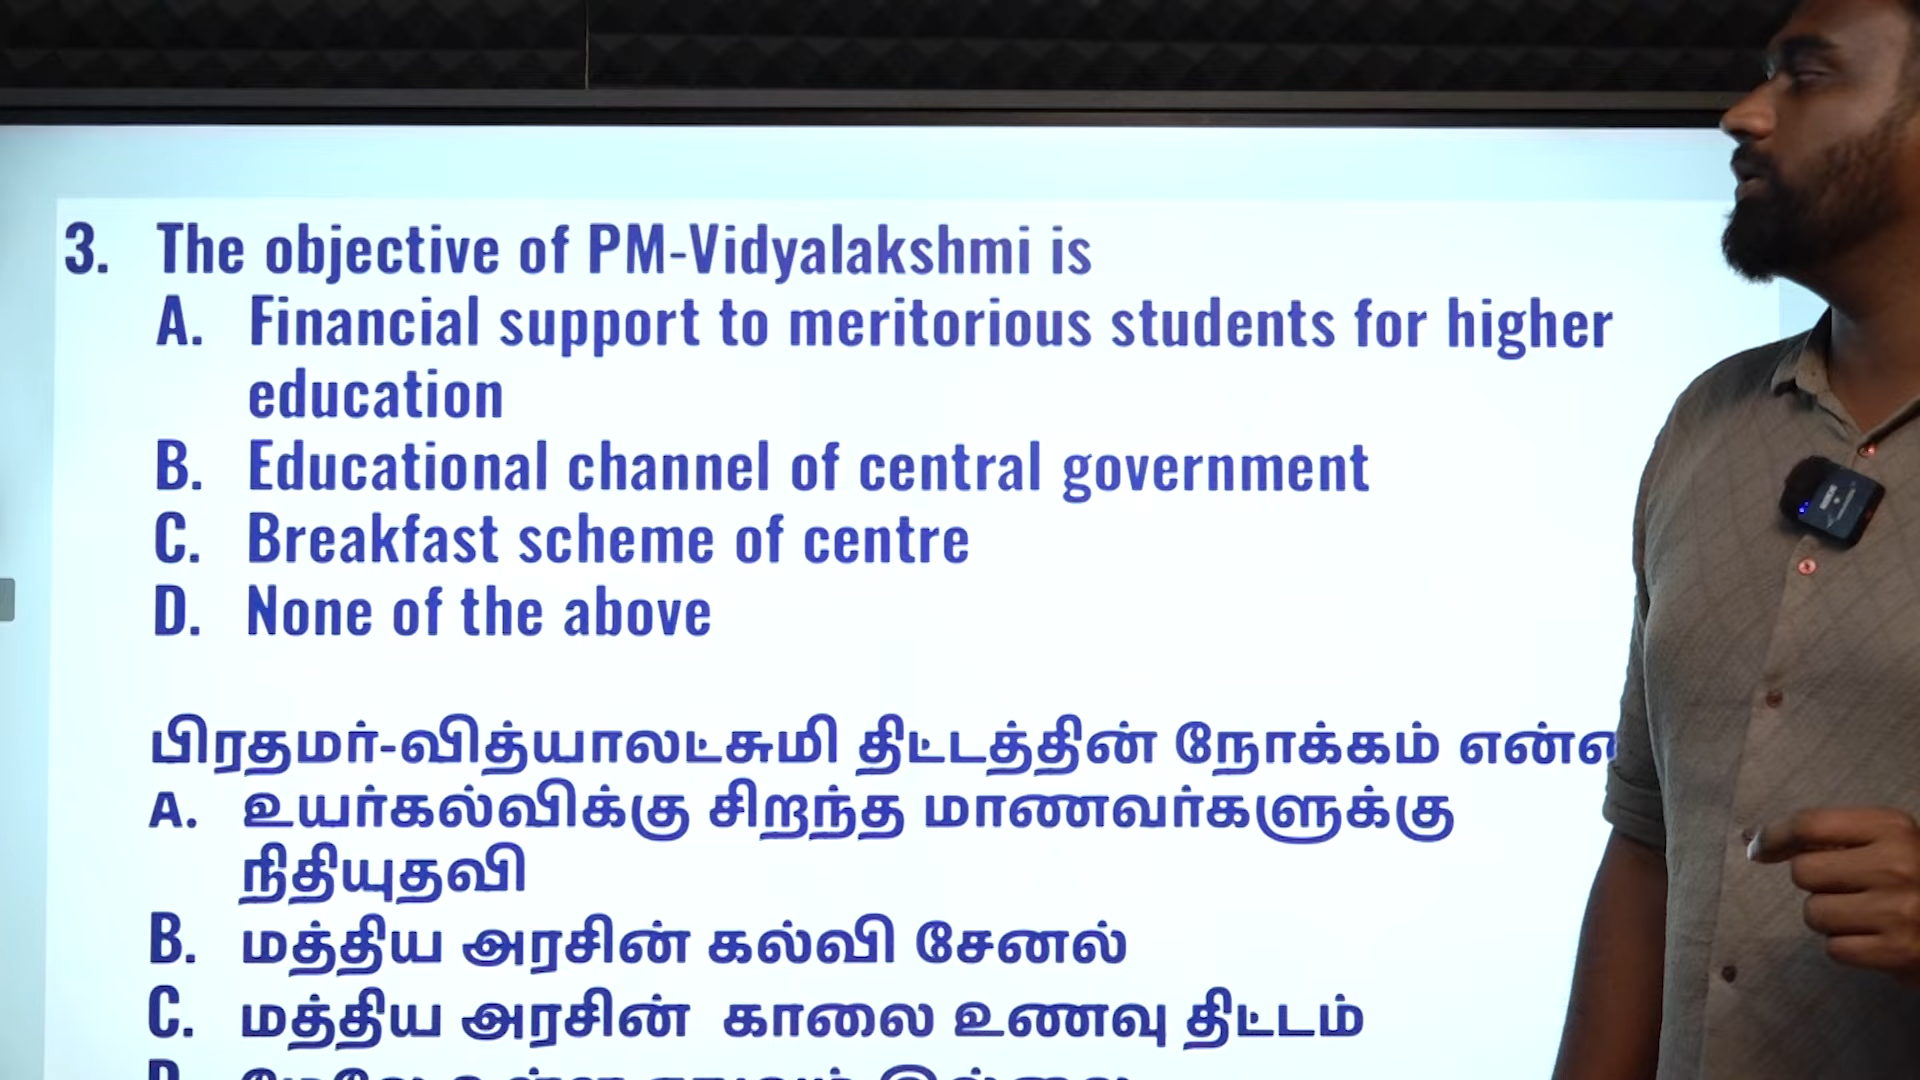 3. The objective of PM-Vidyalakshmi is
A. Financial support to meritorious students for higher
education
B. Educational channel of central government
C. Breakfast scheme of centre
D. None of the above
பிரதமர்-வித்யாலட்சுமி திட்டத்தின் நோக்கம்
A. உயர்கல்விக்கு சிறந்த மாணவர்களுக்கு
நிதியுதவி
B. மத்திய அரசின் கல்வி சேனல்
C. மத்திய அரசின் காலை உணவு திட்டம்